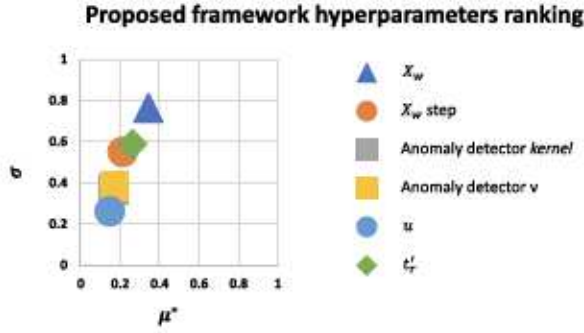 Proposed framework hyperparameters ranking
1
0.8
0.6
0.4
0.2
0
0 0.2 0.4 0.6 0.8 1
σ
μ*
X_w
X_w step
Anomaly detector kernel
Anomaly detector ν
u
t'_r